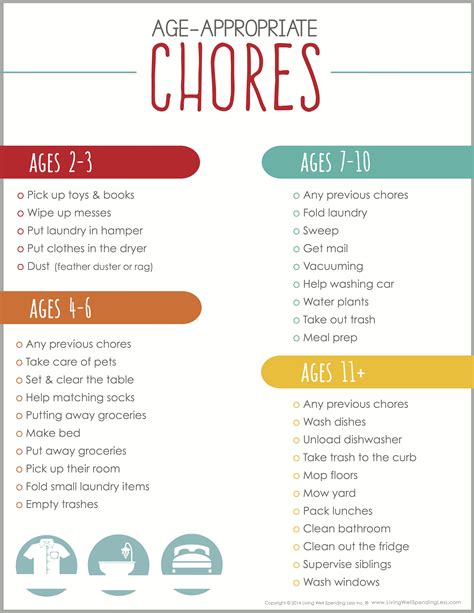 AGE-APPROPRIATE
CHORES
AGES 2-3
Pick up toys & books
Wipe up messes
Put laundry in hamper
Put clothes in the dryer
Dust (feather duster or rag)
AGES 4-6
Any previous chores
Take care of pets
Set & clear the table
Help matching socks
Putting away groceries
Make bed
Put away groceries
Pick up their room
Fold small laundry items
Empty trashes
AGES 7-10
Any previous chores
Fold laundry
Sweep
Get mail
Vacuuming
Help washing car
Water plants
Take out trash
Meal prep
AGES 11+
Any previous chores
Wash dishes
Unload dishwasher
Take trash to the curb
Mop floors
Mow yard
Pack lunches
Clean bathroom
Clean out the fridge
Supervise siblings
Wash windows
Copyright © 2014 Living Well Spending Less Inc. ® www.LivingWellSpendingLess.com